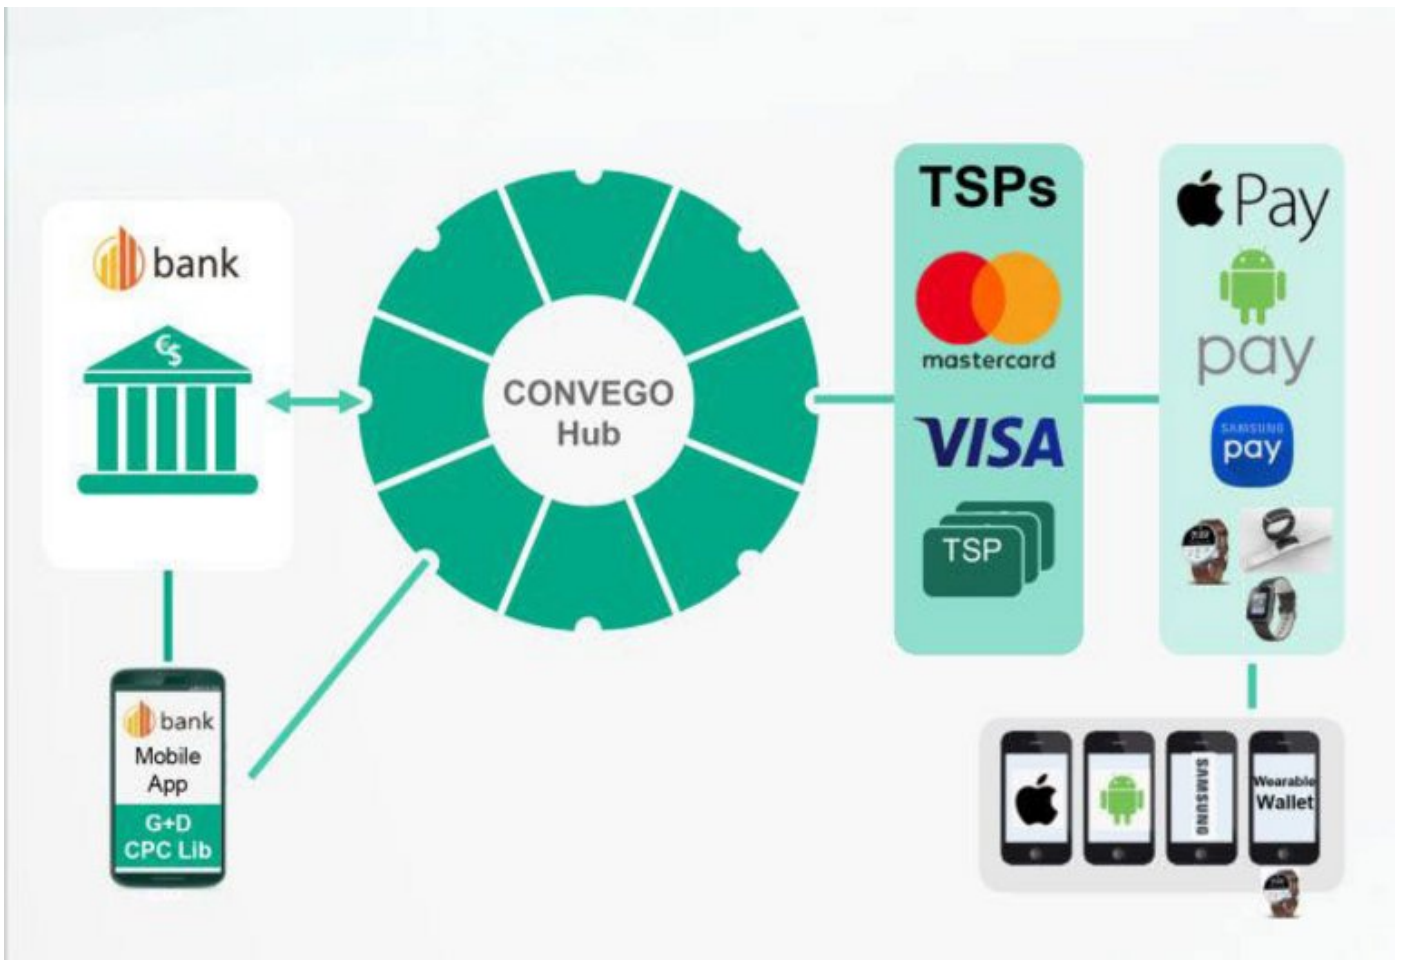 bank
€$
bank
Mobile
App
G+D
CPC Lib
CONVEGO
Hub
TSPs
mastercard
VISA
TSP
Pay
pay
SAMSUNG
pay
SAMSUNG
Wearable
Wallet